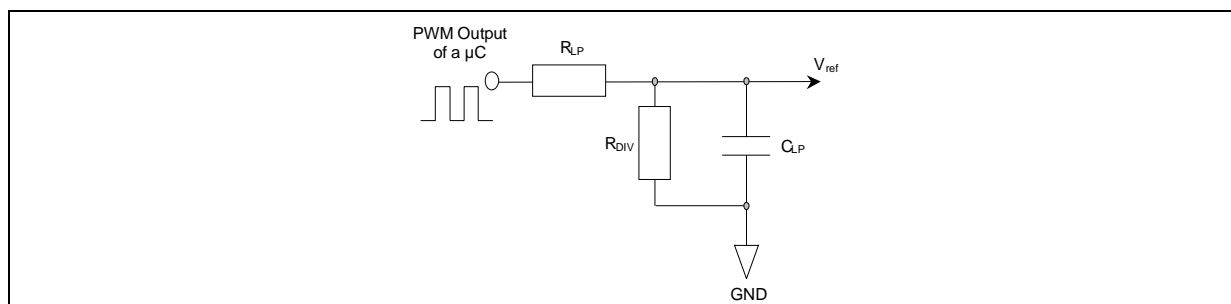 PWM Output
of a µC
RLP
Vref
RDIV
CLP
GND